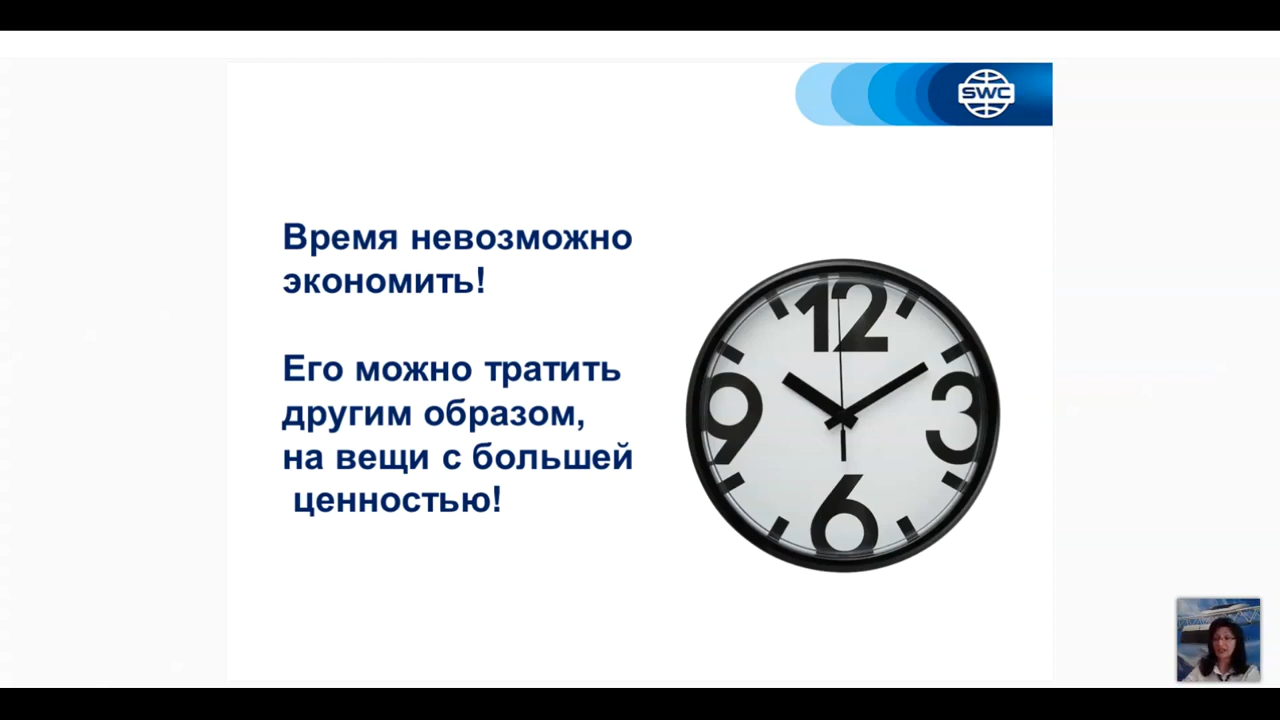 SWC
Время невозможно
экономить!
Его можно тратить
другим образом,
на вещи с большей
ценностью!
12
9
3
6